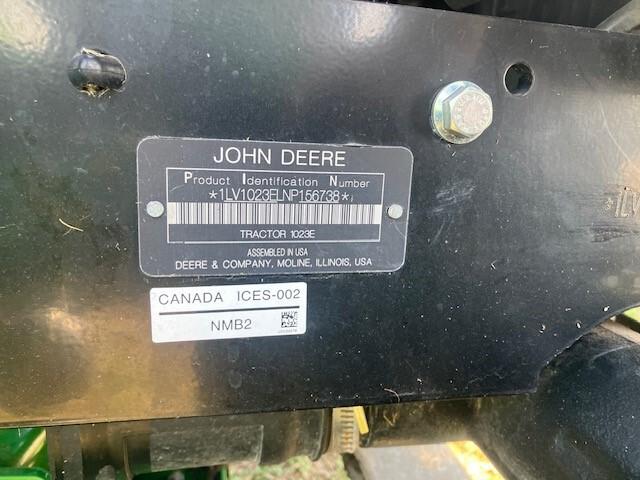 JOHN DEERE
Product Identification Number
*1LV1023ELNP156738*
TRACTOR 1023E
ASSEMBLED IN USA
DEERE & COMPANY, MOLINE, ILLINOIS, USA
CANADA ICES-002
NMB2
*1LV